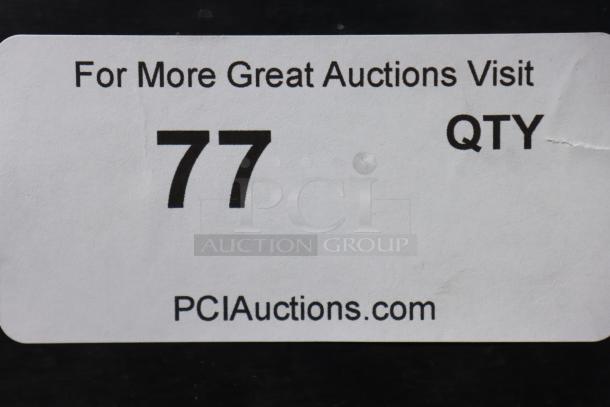 For More Great Auctions Visit
77 QTY
PCI
AUCTION GROUP
PCIAuctions.com